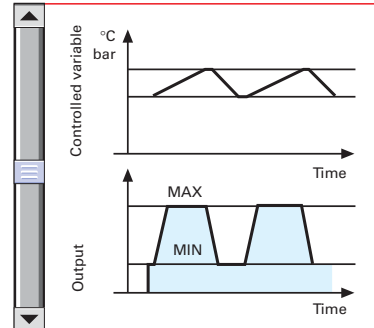 °C
bar
Controlled variable
Time
MAX
MIN
Output
Time